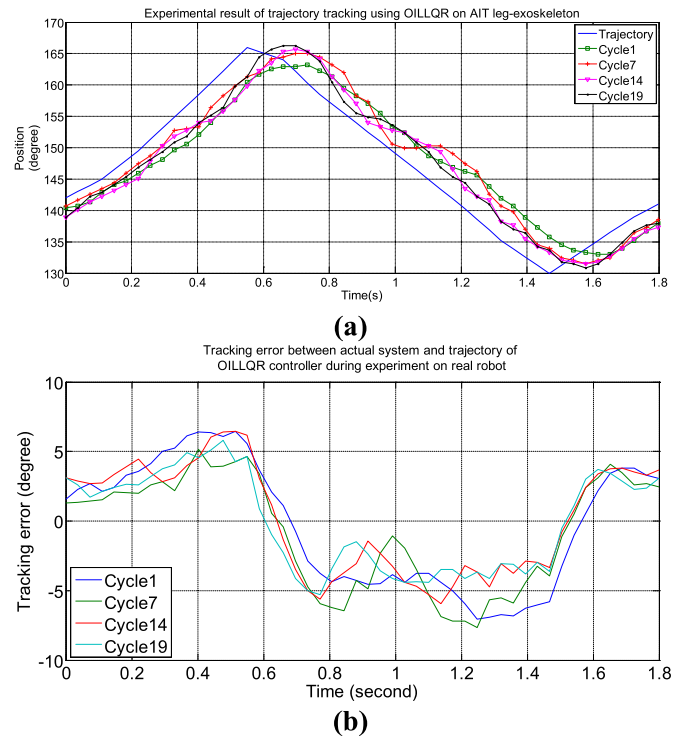 Experimental result of trajectory tracking using OILLQR on AIT leg-exoskeleton
170
165
160
155
150
145
140
135
130
Position
(degree)
Trajectory
Cycle1
Cycle7
Cycle14
Cycle19
0
0.2
0.4
0.6
0.8
1
1.2
1.4
1.6
1.8
Time(s)
(a)
Tracking error between actual system and trajectory of
OILLQR controller during experiment on real robot
10
5
0
-5
-10
Tracking error (degree)
Cycle1
Cycle7
Cycle14
Cycle19
0
0.2
0.4
0.6
0.8
1
1.2
1.4
1.6
1.8
Time (second)
(b)